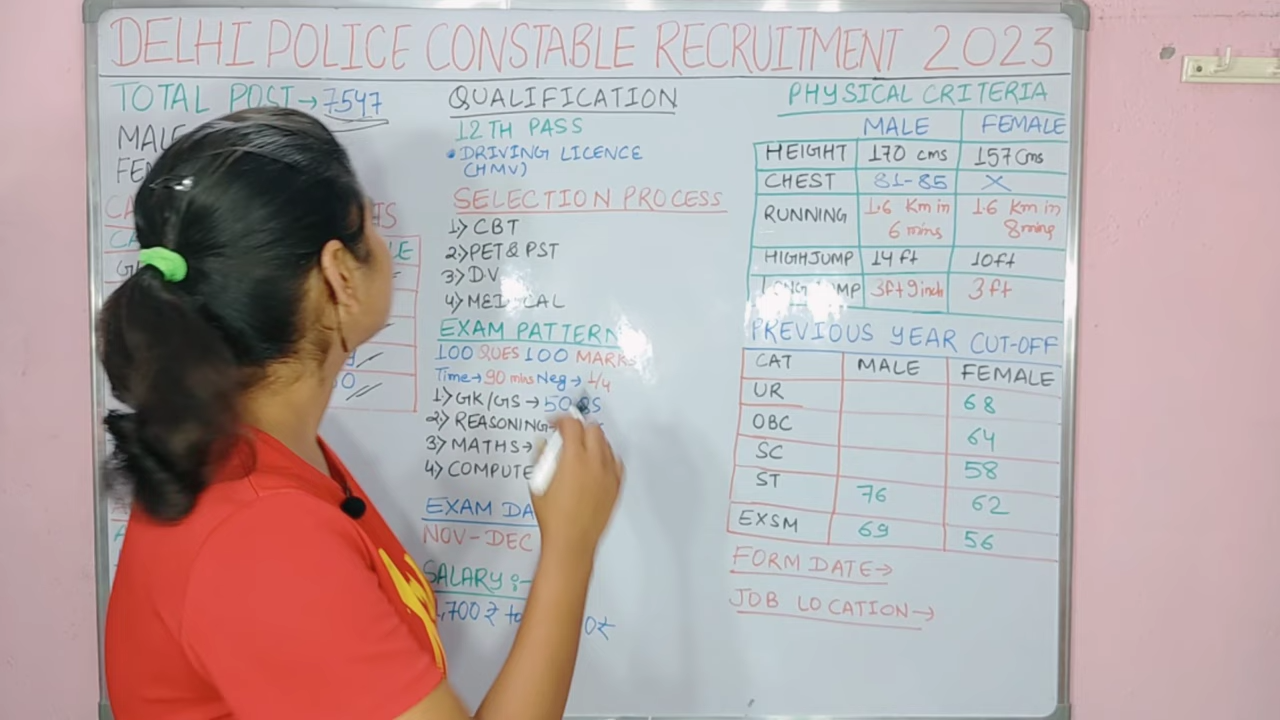 DELHI POLICE CONSTABLE RECRUITMENT 2023
TOTAL POST→7547
MALE
QUALIFICATION
12TH PASS
• DRIVING LICENCE
(HMV)
SELECTION PROCESS
1.> CBT
2.> PET & PST
3> DV
4> MEDICAL
EXAM PATTERN
100 QUES 100 MARKS
Time→90 mins Neg→1/4
1> GK/GS→50
2.> REASONING→
3> MATHS→
4> COMPUTE
EXAM DA
NOV-DEC
SALARY:-
,700₹ to 0₹
PHYSICAL CRITERIA
MALE FEMALE
HEIGHT 170 cms 157 cms
CHEST 81-85 X
RUNNING 1.6 Km in 6 mins 1.6 Km in 8 mins
HIGHJUMP 14 ft 10ft
LONG JUMP 3ft 9 inch 3 ft
PREVIOUS YEAR CUT-OFF
CAT MALE FEMALE
UR 68
OBC 64
SC 58
ST 76 62
EXSM 69 56
FORM DATE→
JOB LOCATION→